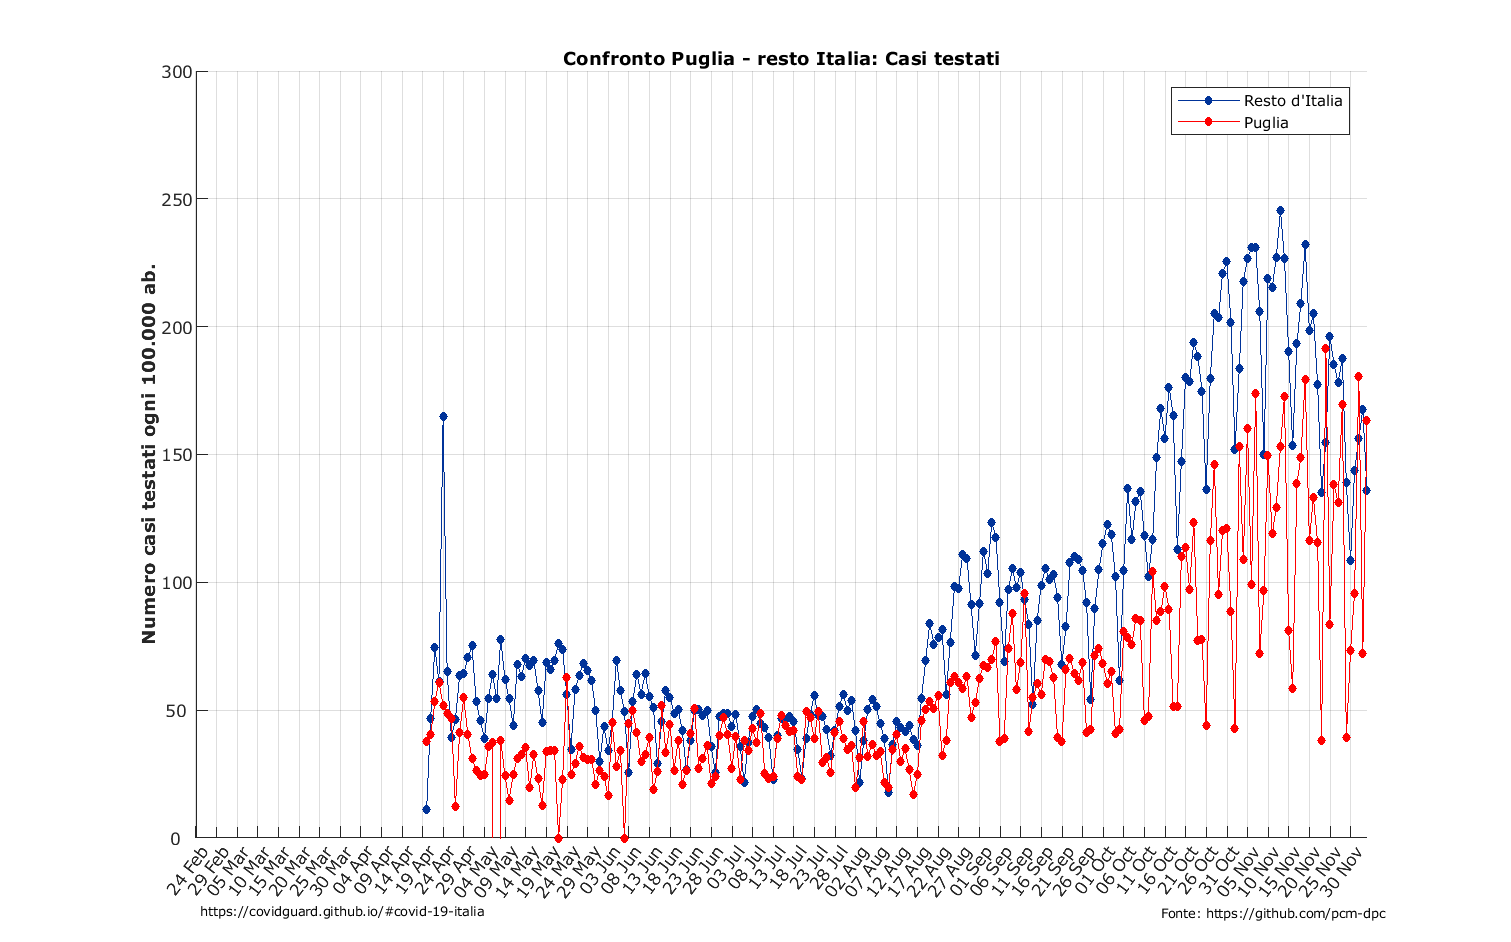 Confronto Puglia - resto Italia: Casi testati
300
250
200
150
100
50
0
Numero casi testati ogni 100.000 ab.
Resto d'Italia
Puglia
24 Feb
29 Feb
05 Mar
10 Mar
15 Mar
20 Mar
25 Mar
30 Mar
04 Apr
09 Apr
14 Apr
19 Apr
24 Apr
29 Apr
04 May
09 May
14 May
19 May
24 May
29 May
03 Jun
08 Jun
13 Jun
18 Jun
23 Jun
28 Jun
03 Jul
08 Jul
13 Jul
18 Jul
23 Jul
28 Jul
02 Aug
07 Aug
12 Aug
17 Aug
22 Aug
27 Aug
01 Sep
06 Sep
11 Sep
16 Sep
21 Sep
26 Sep
01 Oct
06 Oct
11 Oct
16 Oct
21 Oct
26 Oct
31 Oct
05 Nov
10 Nov
15 Nov
20 Nov
25 Nov
30 Nov
https://covidguard.github.io/#covid-19-italia
Fonte: https://github.com/pcm-dpc